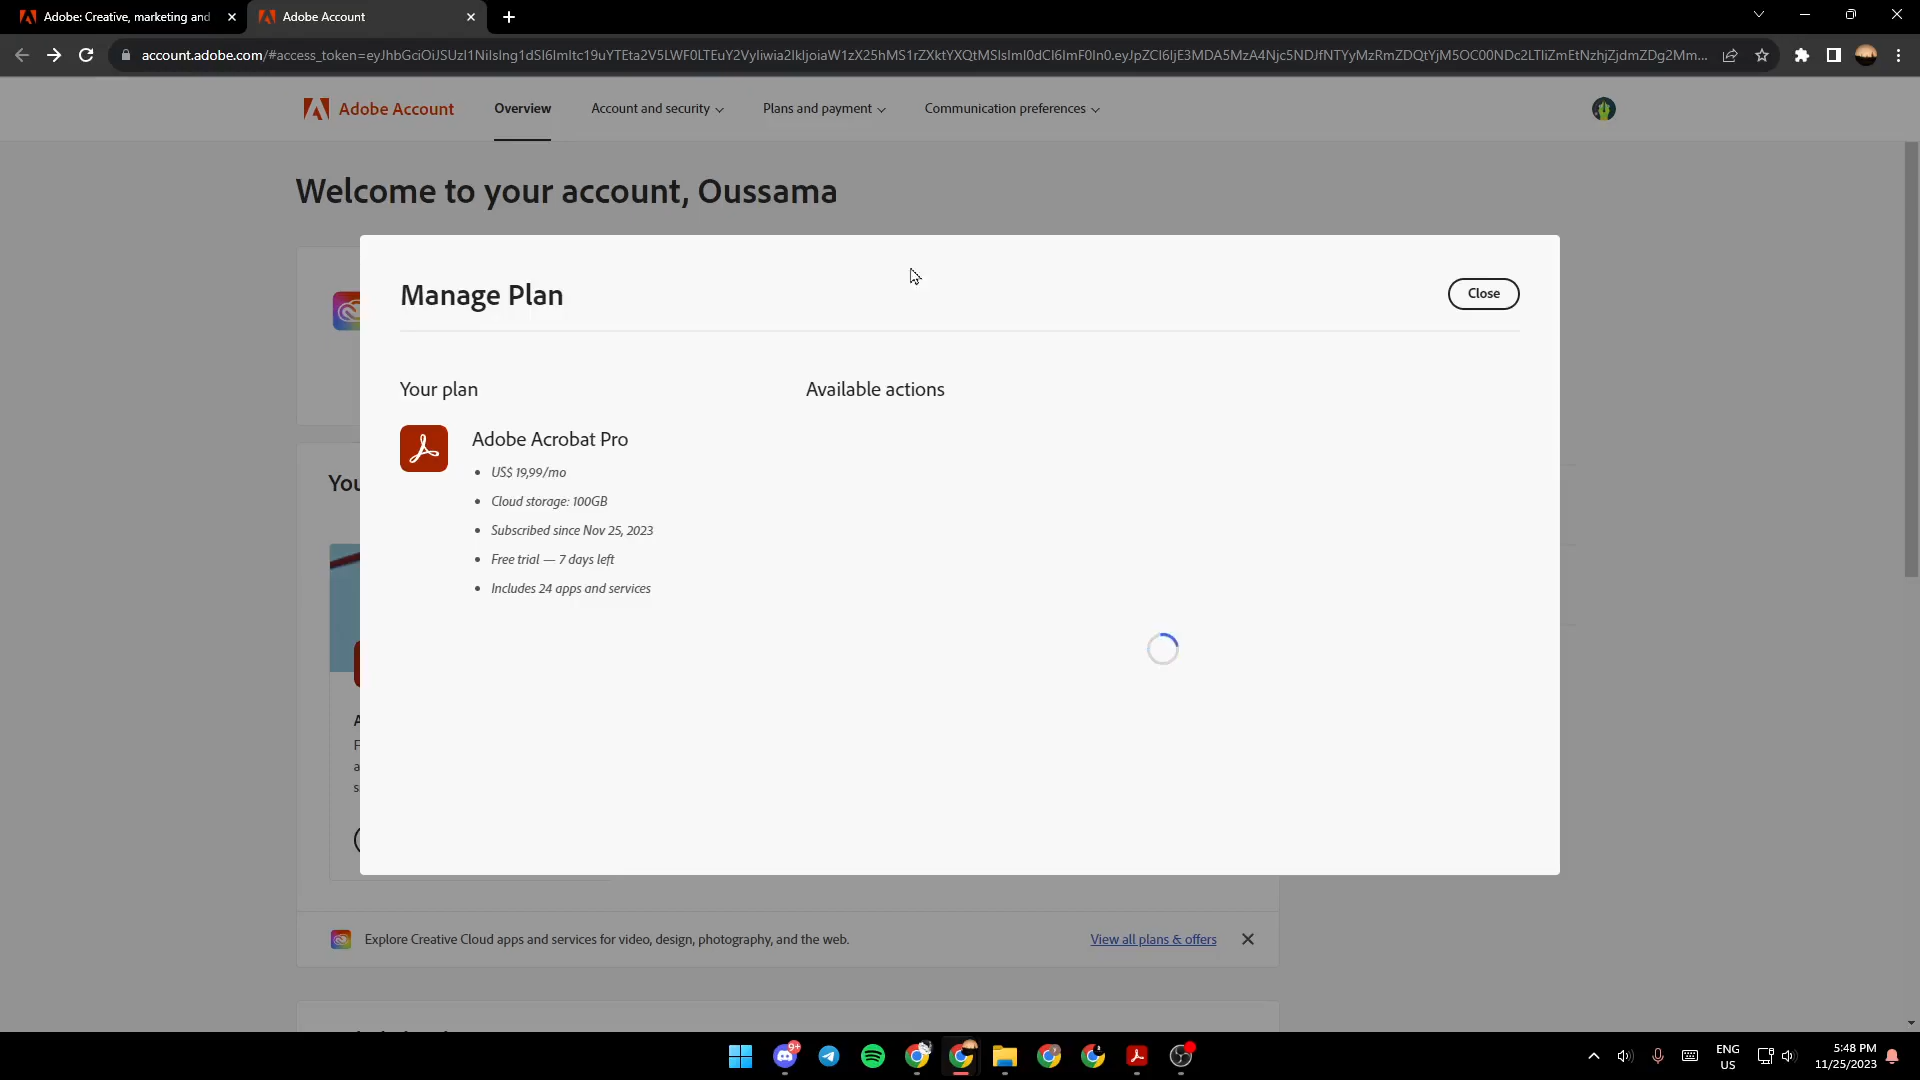 Adobe: Creative, marketing and
Adobe Account
account.adobe.com/#access_token=
Adobe Account
Overview
Account and security
Plans and payment
Communication preferences
Welcome to your account, Oussama
Manage Plan
Close
Your plan
Available actions
Adobe Acrobat Pro
US$ 19,99/mo
Cloud storage: 100GB
Subscribed since Nov 25, 2023
Free trial — 7 days left
Includes 24 apps and services
You
A
F
a
s
Explore Creative Cloud apps and services for video, design, photography, and the web.
View all plans & offers
9+
ENG
US
5:48 PM
11/25/2023